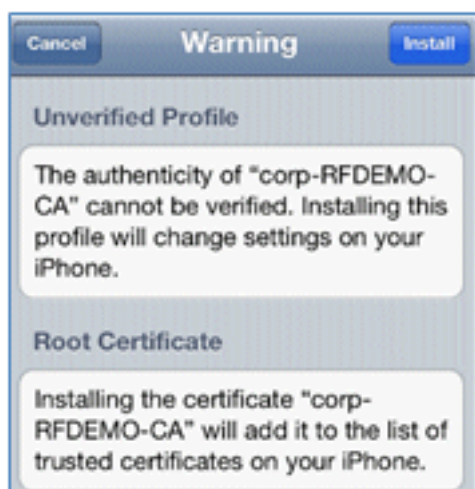 Cancel Warning Install
Unverified Profile
The authenticity of “corp-RFDEMO-
CA” cannot be verified. Installing this
profile will change settings on your
iPhone.
Root Certificate
Installing the certificate “corp-
RFDEMO-CA” will add it to the list of
trusted certificates on your iPhone.